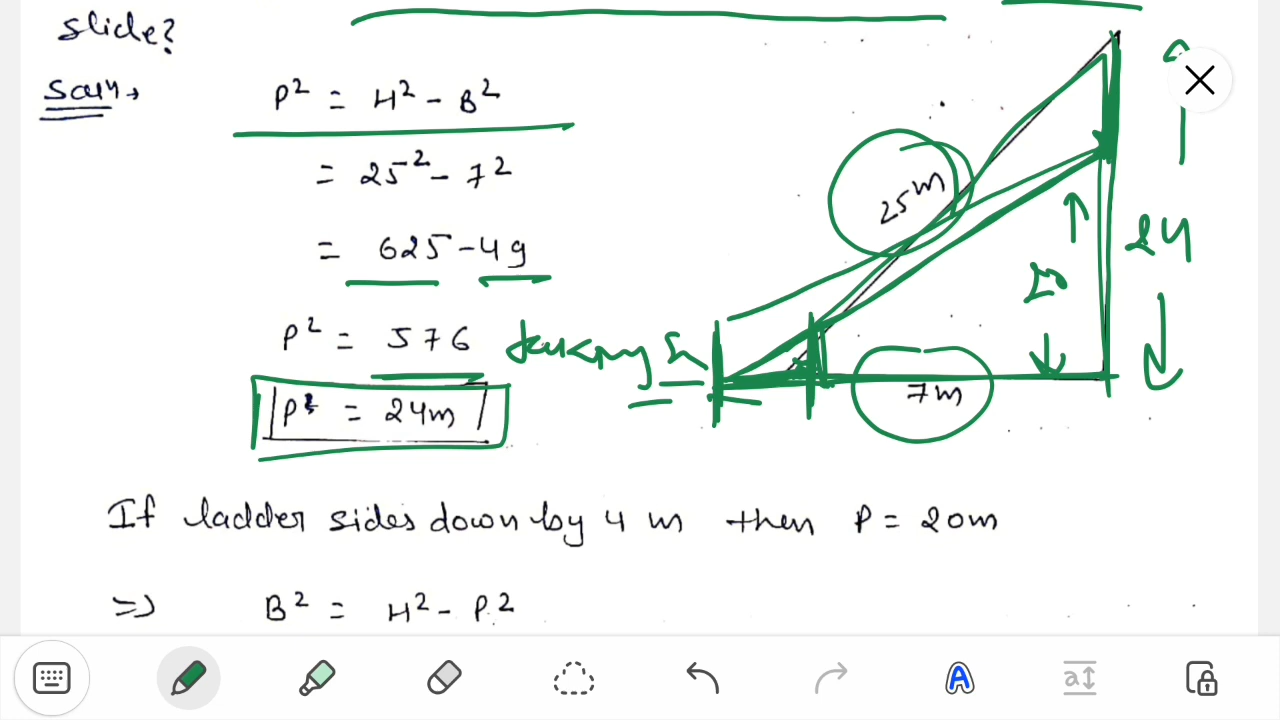 slide?
Soln→
P² = H² - B²
= 25² - 7²
= 625 - 49
P² = 576
P = 24m
25m
24
20
7m
If ladder sides down by 4 m then P = 20m
=> B² = H² - P²
A
a